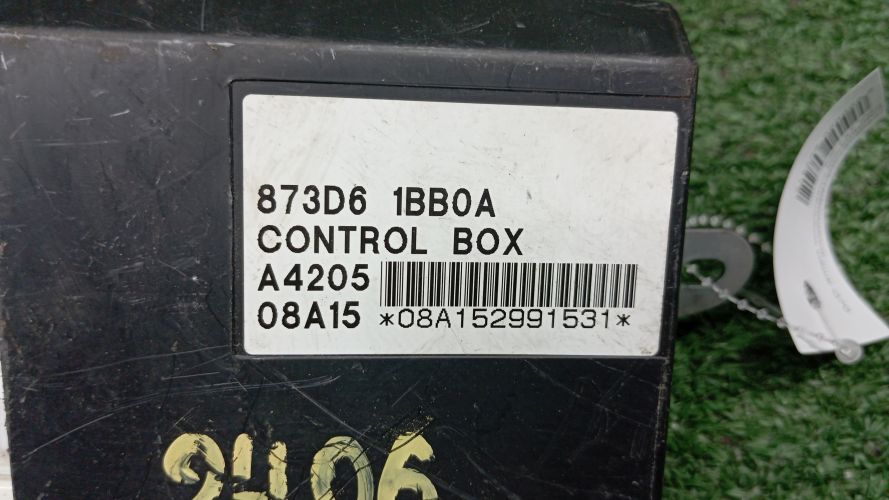 873D6 1BB0A
CONTROL BOX
A4205
08A15 *08A152991531*
2406